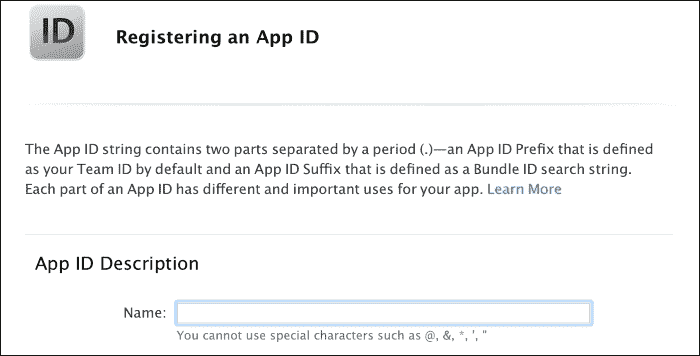 ID
Registering an App ID
The App ID string contains two parts separated by a period (.)—an App ID Prefix that is defined
as your Team ID by default and an App ID Suffix that is defined as a Bundle ID search string.
Each part of an App ID has different and important uses for your app. Learn More
App ID Description
Name:
You cannot use special characters such as @, &, *, ', "